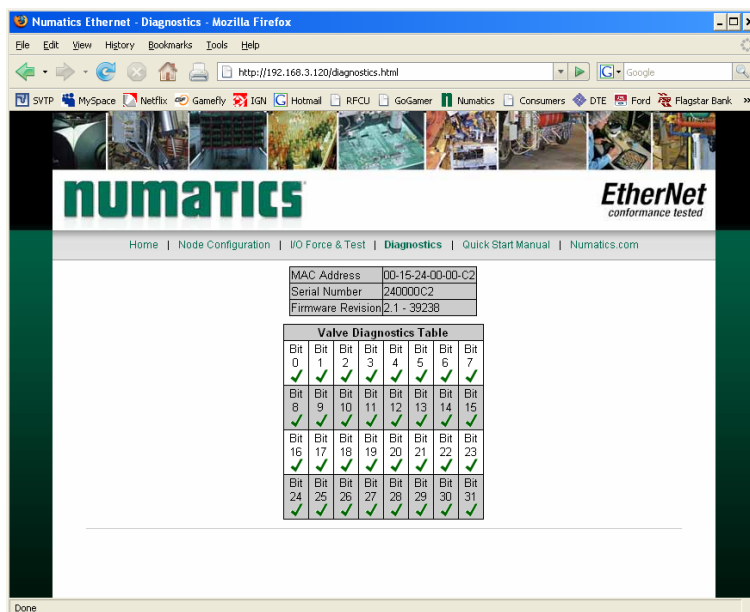 Numatics Ethernet - Diagnostics - Mozilla Firefox
File Edit View History Bookmarks Tools Help
http://192.168.3.120/diagnostics.html
G Google
SVTP MySpace Netflix Gamefly IGN Hotmail RFCU GoGamer Numatics Consumers DTE Ford Flagstar Bank »
numatics
EtherNet
conformance tested
Home | Node Configuration | I/O Force & Test | Diagnostics | Quick Start Manual | Numatics.com
MAC Address 00-15-24-00-00-C2
Serial Number 240000C2
Firmware Revision 2.1 - 39238
Valve Diagnostics Table
Bit Bit Bit Bit Bit Bit Bit Bit
0 1 2 3 4 5 6 7
Bit Bit Bit Bit Bit Bit Bit Bit
8 9 10 11 12 13 14 15
Bit Bit Bit Bit Bit Bit Bit Bit
16 17 18 19 20 21 22 23
Bit Bit Bit Bit Bit Bit Bit Bit
24 25 26 27 28 29 30 31
Done